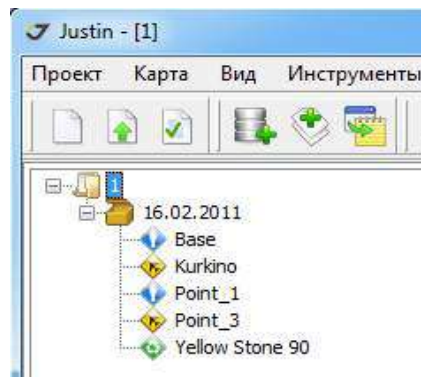 Justin - [1]
Проект Карта Вид Инструменты
1
16.02.2011
Base
Kurkino
Point_1
Point_3
Yellow Stone 90